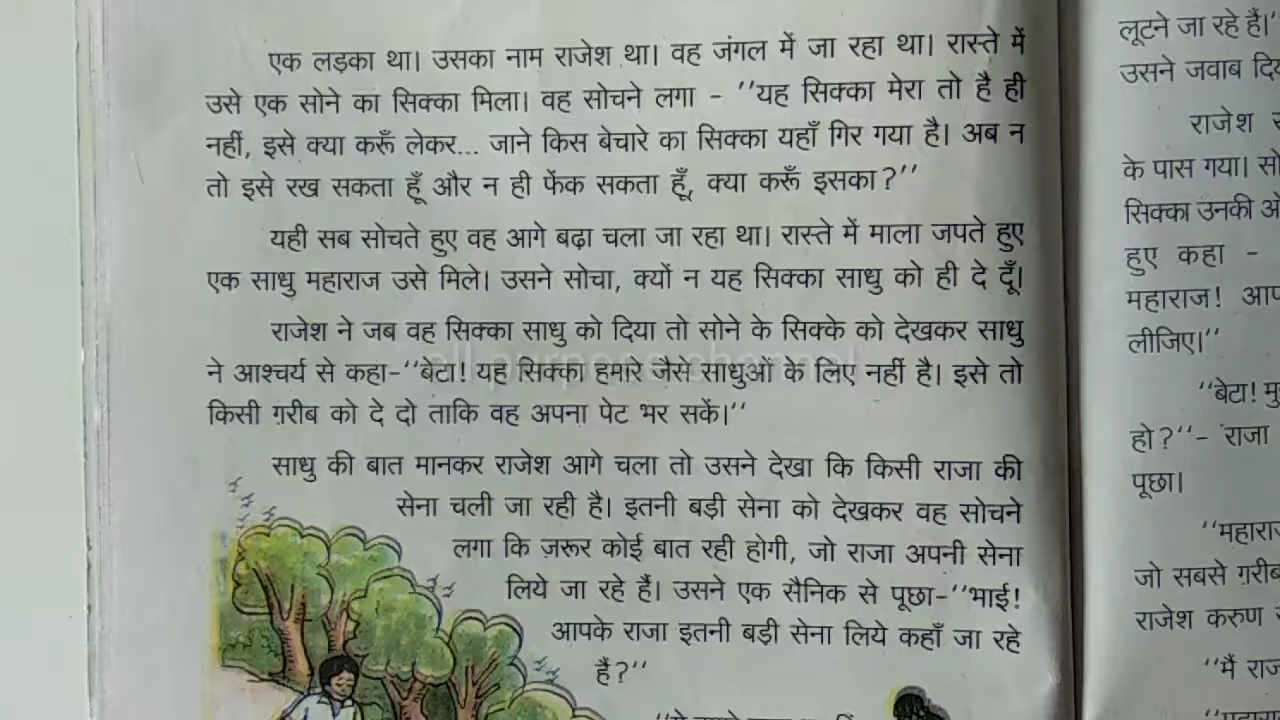 एक लड़का था। उसका नाम राजेश था। वह जंगल में जा रहा था। रास्ते में
उसे एक सोने का सिक्का मिला। वह सोचने लगा - ''यह सिक्का मेरा तो है ही
नहीं, इसे क्या करूँ लेकर... जाने किस बेचारे का सिक्का यहाँ गिर गया है। अब न
तो इसे रख सकता हूँ और न ही फेंक सकता हूँ, क्या करूँ इसका?''
यही सब सोचते हुए वह आगे बढ़ा चला जा रहा था। रास्ते में माला जपते हुए
एक साधु महाराज उसे मिले। उसने सोचा, क्यों न यह सिक्का साधु को ही दे दूँ।
राजेश ने जब वह सिक्का साधु को दिया तो सोने के सिक्के को देखकर साधु
ने आश्चर्य से कहा-''बेटा! यह सिक्का हमारे जैसे साधुओं के लिए नहीं है। इसे तो
किसी ग़रीब को दे दो ताकि वह अपना पेट भर सकें।''
साधु की बात मानकर राजेश आगे चला तो उसने देखा कि किसी राजा की
सेना चली जा रही है। इतनी बड़ी सेना को देखकर वह सोचने
लगा कि ज़रूर कोई बात रही होगी, जो राजा अपनी सेना
लिये जा रहे हैं। उसने एक सैनिक से पूछा-''भाई!
आपके राजा इतनी बड़ी सेना लिये कहाँ जा रहे
हैं?''
लूटने जा रहे हैं।'
उसने जवाब
राजेश
के पास गया।
सिक्का उनकी
हुए कहा -
महाराज! आप
लीजिए।''
''बेटा!
हो?''- राजा
पूछा।
जो सबसे ग़रीब
राजेश करुण
''मैं